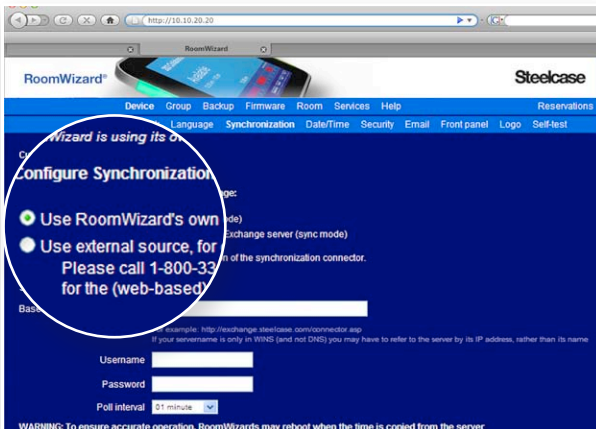 http://10.10.20.20
RoomWizard
RoomWizard®
Steelcase
Device Group Backup Firmware Room Services Help Reservations
Language Synchronization Date/Time Security Email Front panel Logo Self-test
Wizard is using its
Configure Synchronization
ge:
Use RoomWizard's own
de)
Exchange server (sync mode)
Use external source, for
n of the synchronization connector.
Please call 1-800-33
for the (web-based)
Base
or example: http://exchange.steelcase.com/connector.asp
If your servername is only in WINS (and not DNS) you may have to refer to the server by its IP address, rather than its name
Username
Password
Poll interval 01 minute
WARNING: To ensure accurate operation, RoomWizards may reboot when the time is copied from the server.